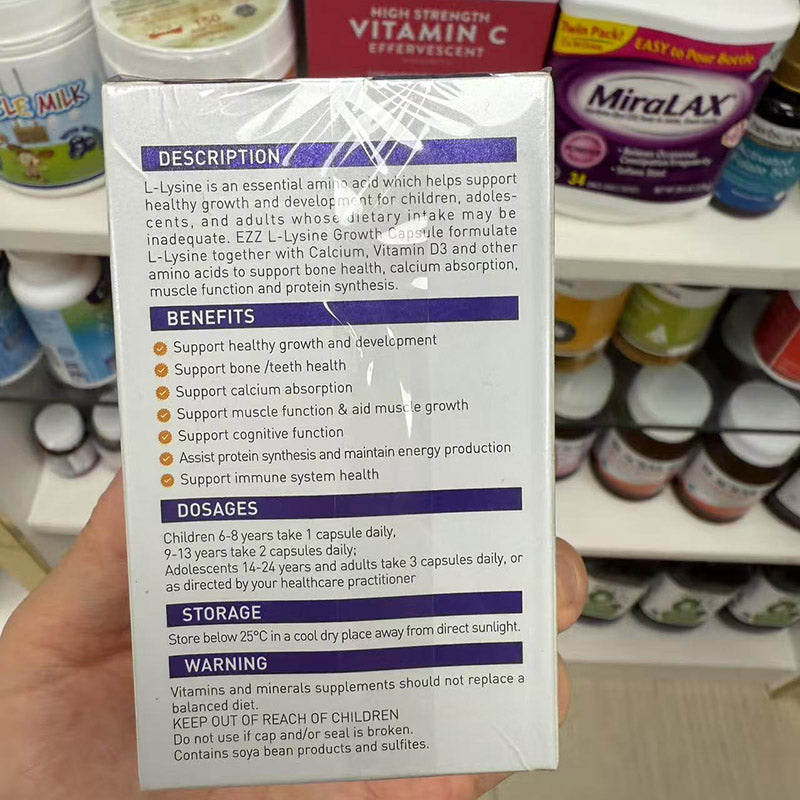 HIGH STRENGTH
VITAMIN C
EFFERVESCENT
Twin Pack!
EASY to Pour Bottle
MiraLAX
34
150
MILK
DESCRIPTION
L-Lysine is an essential amino acid which helps support
healthy growth and development for children, adoles-
cents, and adults whose dietary intake may be
inadequate. EZZ L-Lysine Growth Capsule formulate
L-Lysine together with Calcium, Vitamin D3 and other
amino acids to support bone health, calcium absorption,
muscle function and protein synthesis.
BENEFITS
Support healthy growth and development
Support bone /teeth health
Support calcium absorption
Support muscle function & aid muscle growth
Support cognitive function
Assist protein synthesis and maintain energy production
Support immune system health
DOSAGES
Children 6-8 years take 1 capsule daily,
9-13 years take 2 capsules daily;
Adolescents 14-24 years and adults take 3 capsules daily, or
as directed by your healthcare practitioner
STORAGE
Store below 25°C in a cool dry place away from direct sunlight.
WARNING
Vitamins and minerals supplements should not replace a
balanced diet.
KEEP OUT OF REACH OF CHILDREN
Do not use if cap and/or seal is broken.
Contains soya bean products and sulfites.